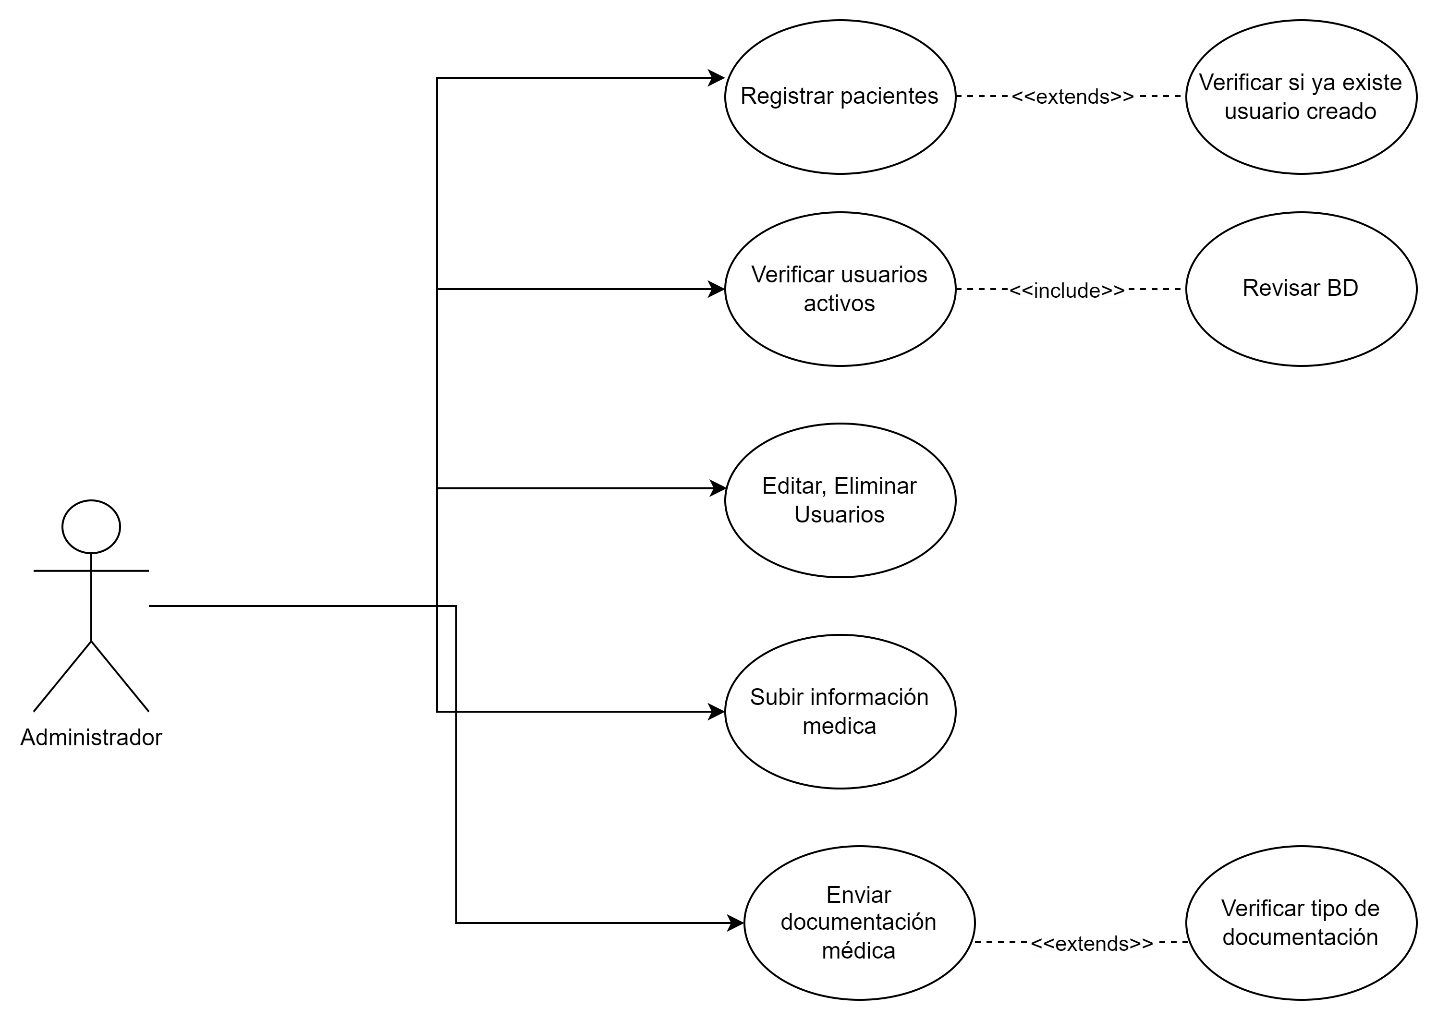 Registrar pacientes
<<extends>>
Verificar si ya existe
usuario creado
Verificar usuarios
activos
<<include>>
Revisar BD
Editar, Eliminar
Usuarios
Administrador
Subir información
medica
Enviar
documentación
médica
<<extends>>
Verificar tipo de
documentación